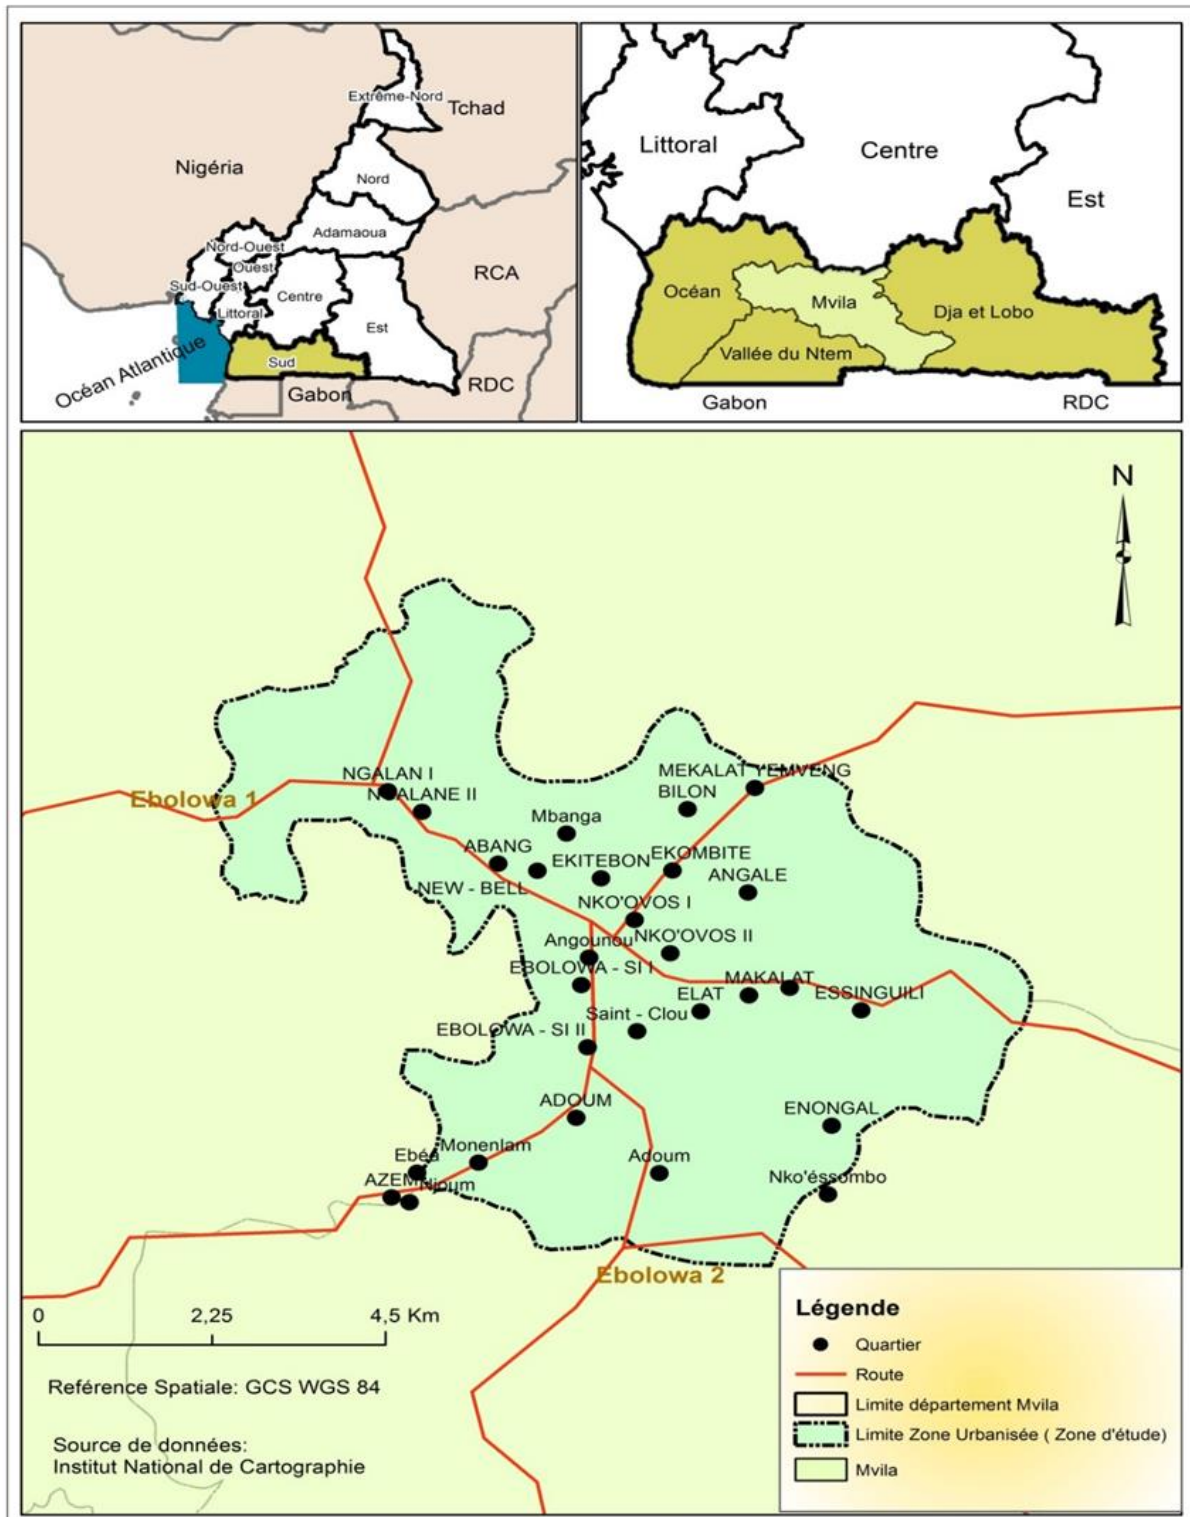 Extrême-Nord
Tchad
Nigéria
Nord
Adamaoua
Nord-Ouest
Ouest
RCA
Sud-Ouest
Centre
Littoral
Est
Océan Atlantique
Sud
RDC
Gabon
Littoral
Centre
Est
Océan
Mvila
Dja et Lobo
Vallée du Ntem
Gabon
RDC
N
NGALAN I
MEKALAT YEMVENG
Ebolowa 1
NGALANE II
BILON
Mbanga
ABANG
EKITEBON
EKOMBITE
NEW - BELL
ANGALE
NKO'OVOS I
Angounou
NKO'OVOS II
EBOLOWA - SI I
MAKALAT
ELAT
ESSINGUILI
Saint - Clou
EBOLOWA - SI II
ADOUM
ENONGAL
Monenlam
Ebéa
Adoum
AZEM
Njoum
Nko'éssombo
Ebolowa 2
0 2,25 4,5 Km
Reférence Spatiale: GCS WGS 84
Source de données:
Institut National de Cartographie
Légende
Quartier
Route
Limite département Mvila
Limite Zone Urbanisée ( Zone d'étude)
Mvila